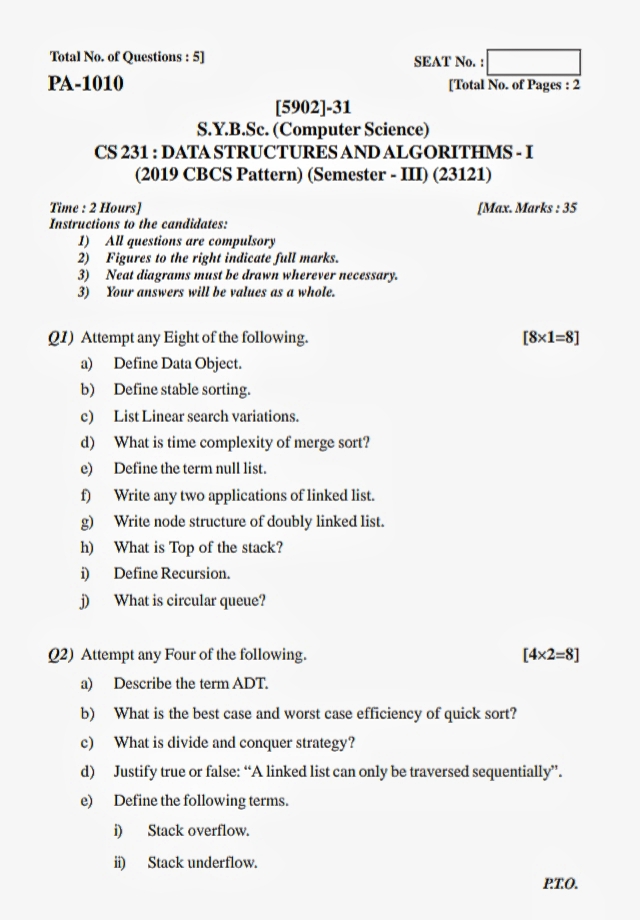 Total No. of Questions : 5]
SEAT No. :
PA-1010
[Total No. of Pages : 2
[5902]-31
S.Y.B.Sc. (Computer Science)
CS 231 : DATA STRUCTURES AND ALGORITHMS - I
(2019 CBCS Pattern) (Semester - III) (23121)
Time : 2 Hours]
[Max. Marks : 35
Instructions to the candidates:
1) All questions are compulsory
2) Figures to the right indicate full marks.
3) Neat diagrams must be drawn wherever necessary.
3) Your answers will be values as a whole.
Q1) Attempt any Eight of the following. [8×1=8]
a) Define Data Object.
b) Define stable sorting.
c) List Linear search variations.
d) What is time complexity of merge sort?
e) Define the term null list.
f) Write any two applications of linked list.
g) Write node structure of doubly linked list.
h) What is Top of the stack?
i) Define Recursion.
j) What is circular queue?
Q2) Attempt any Four of the following. [4×2=8]
a) Describe the term ADT.
b) What is the best case and worst case efficiency of quick sort?
c) What is divide and conquer strategy?
d) Justify true or false: “A linked list can only be traversed sequentially”.
e) Define the following terms.
i) Stack overflow.
ii) Stack underflow.
P.T.O.